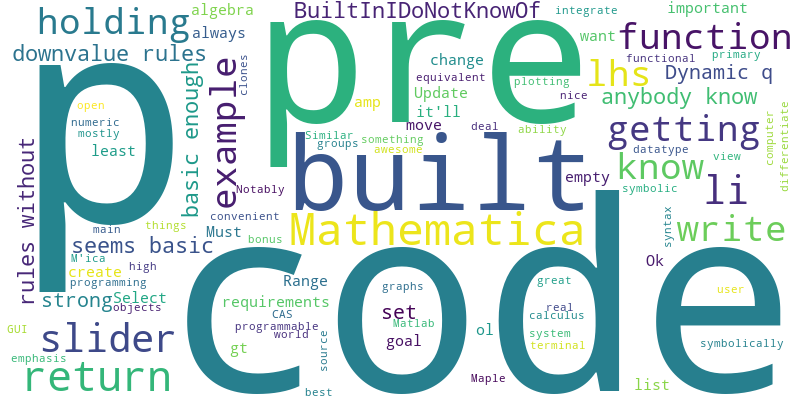 algebra
BuiltInIDoNotKnowOf
integrate
important
holding
always
want
function
downvalue rules
pre
change
functional
primary
equivalent
lhs
Dynamic q
plotting
p
clones
amp
Update
nice
anybody know
open
example
it'll
numeric
basic enough
move
deal
ability
getting
computer
mostly
Similar
groups
something
awesome
datatype
differentiate
least
built
know
view
rules without
Notably
empty
symbolic
li
convenient
main
things
Must
Mathematica
syntax
write
seems basic
bonus
M'ica
create
high
code
Ok
programming
Range
graphs
great
user
strong
Select
objects
requirements
set
real
calculus
CAS
Matlab
GUI
slider
programmable
world
goal
ol
system
terminal
symbolically
emphasis
gt
source
return
best
Maple
list